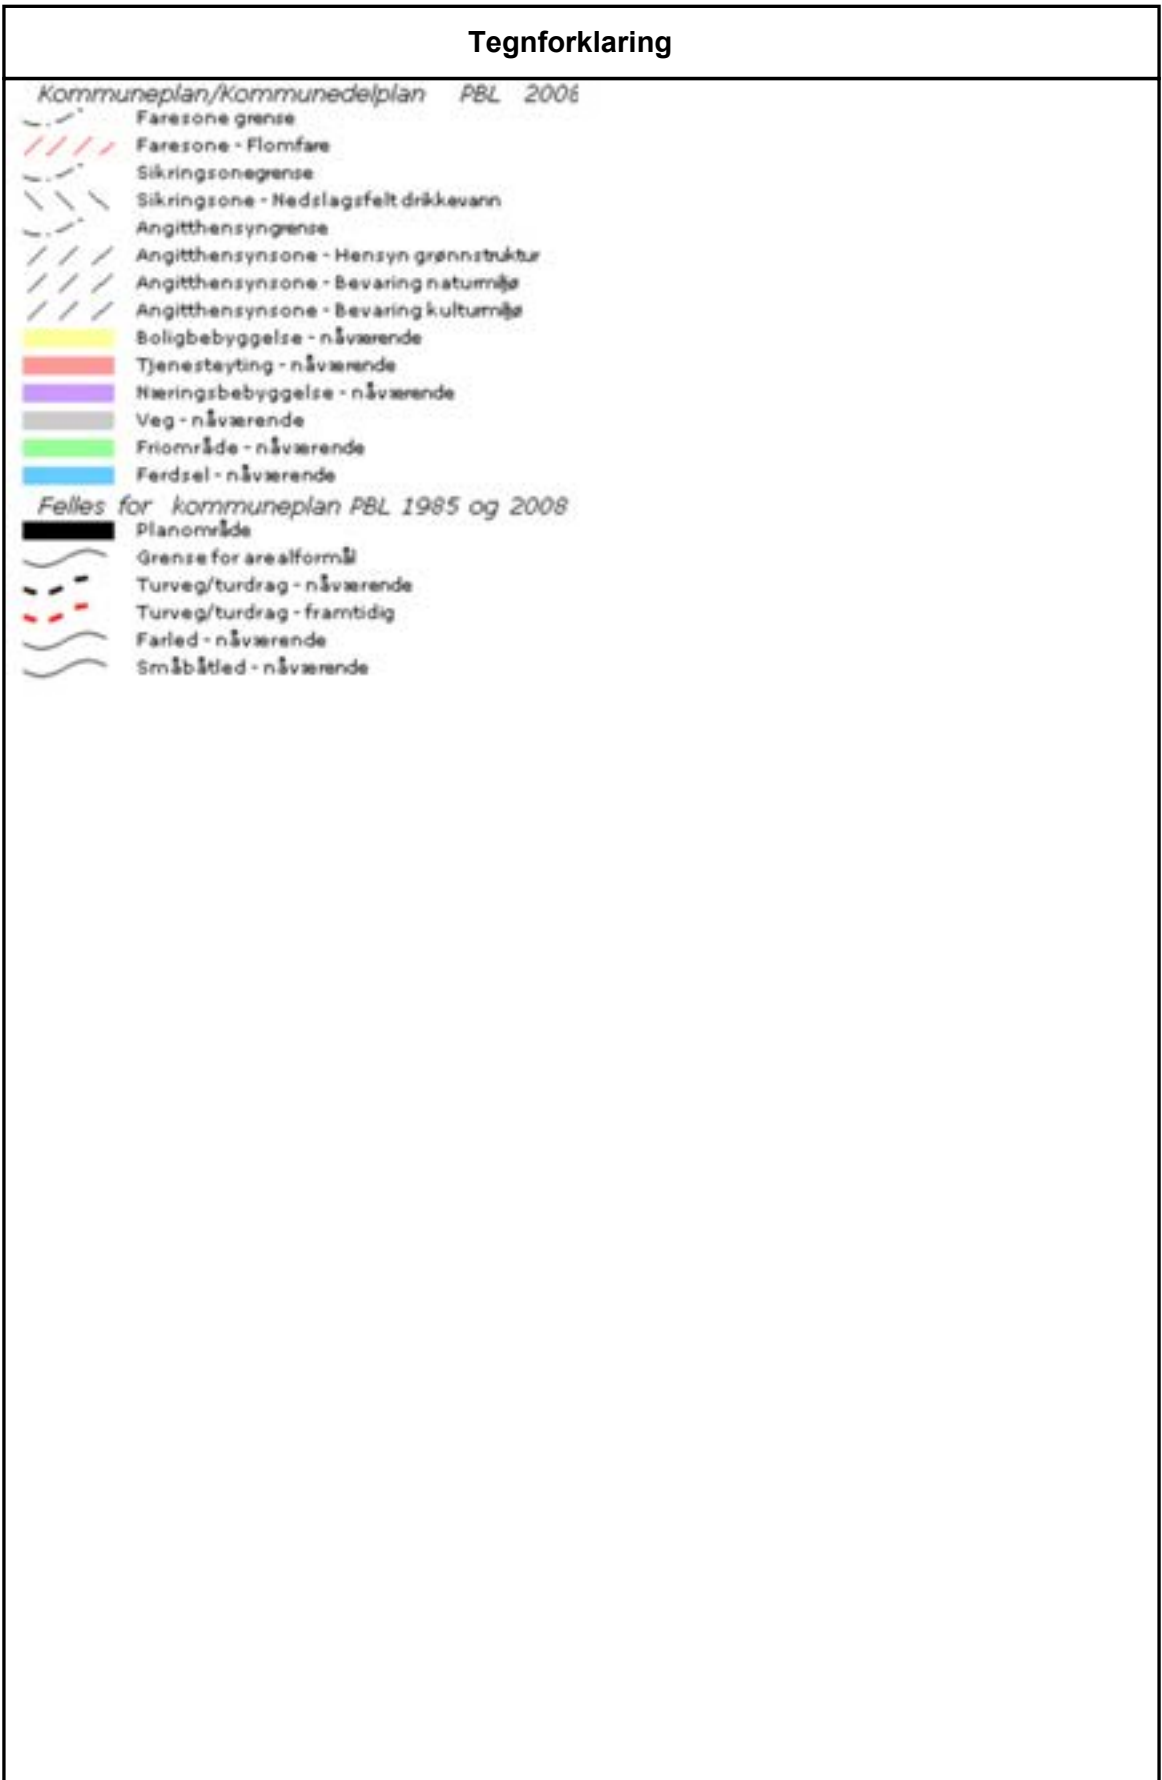 Tegnforklaring
Kommuneplan/Kommunedelplan PBL 2008
Faresone grense
Faresone - Flomfare
Sikringsonegrense
Sikringsone - Nedslagsfelt drikkevann
Angitthensyngrense
Angitthensynsone - Hensyn grønnstruktur
Angitthensynsone - Bevaring naturmiljø
Angitthensynsone - Bevaring kulturmiljø
Boligbebyggelse - nåværende
Tjenesteyting - nåværende
Næringsbebyggelse - nåværende
Veg - nåværende
Friområde - nåværende
Ferdsel - nåværende
Felles for kommuneplan PBL 1985 og 2008
Planområde
Grense for arealformål
Turveg/turdrag - nåværende
Turveg/turdrag - framtidig
Farled - nåværende
Småbåtled - nåværende